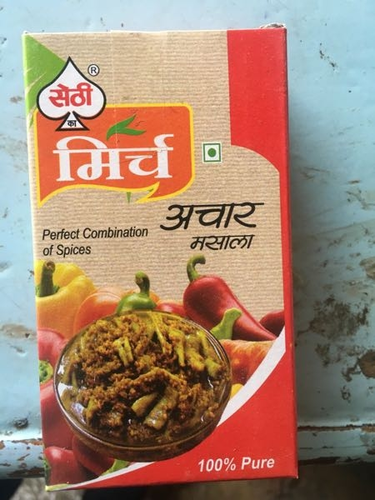 ®
सेठी
का
मिर्च
अचार
मसाला
Perfect Combination
of Spices
100% Pure